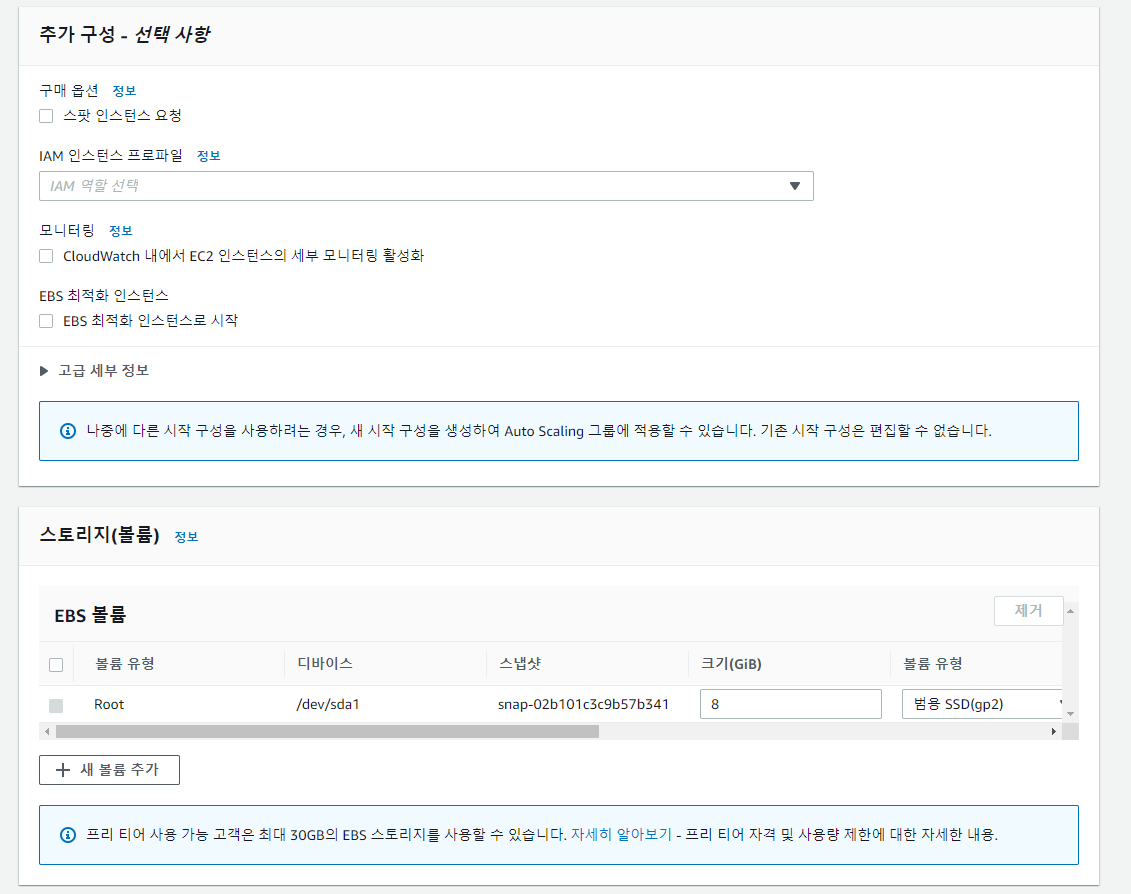 추가 구성 - 선택 사항
구매 옵션 정보
스팟 인스턴스 요청
IAM 인스턴스 프로파일 정보
IAM 역할 선택
모니터링 정보
CloudWatch 내에서 EC2 인스턴스의 세부 모니터링 활성화
EBS 최적화 인스턴스
EBS 최적화 인스턴스로 시작
고급 세부 정보
나중에 다른 시작 구성을 사용하려는 경우, 새 시작 구성을 생성하여 Auto Scaling 그룹에 적용할 수 있습니다. 기존 시작 구성은 편집할 수 없습니다.
스토리지(볼륨) 정보
EBS 볼륨 제거
볼륨 유형 디바이스 스냅샷 크기(GiB) 볼륨 유형
Root /dev/sda1 snap-02b101c3c9b57b341 8 범용 SSD(gp2)
새 볼륨 추가
프리 티어 사용 가능 고객은 최대 30GB의 EBS 스토리지를 사용할 수 있습니다. 자세히 알아보기 - 프리 티어 자격 및 사용량 제한에 대한 자세한 내용.